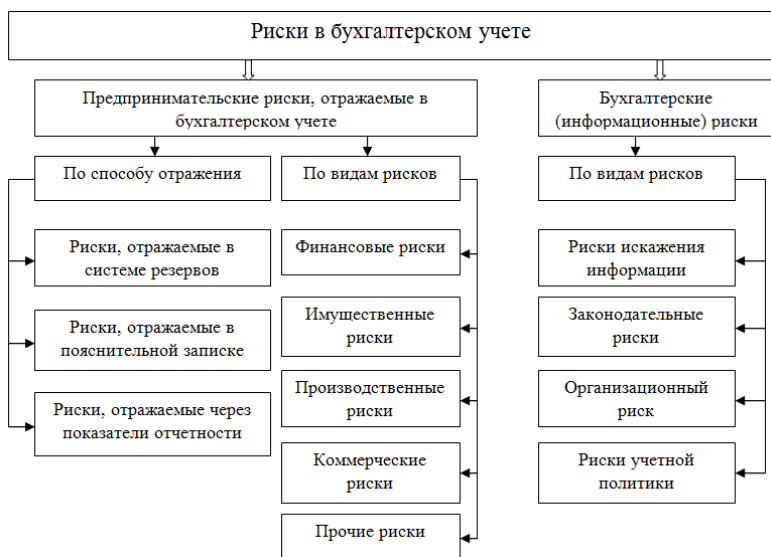 Риски в бухгалтерском учете
Предпринимательские риски, отражаемые в
бухгалтерском учете
Бухгалтерские
(информационные) риски
По способу отражения
По видам рисков
По видам рисков
Риски, отражаемые в
системе резервов
Финансовые риски
Риски искажения
информации
Риски, отражаемые в
пояснительной записке
Имущественные
риски
Законодательные
риски
Риски, отражаемые через
показатели отчетности
Производственные
риски
Организационный
риск
Коммерческие
риски
Риски учетной
политики
Прочие риски